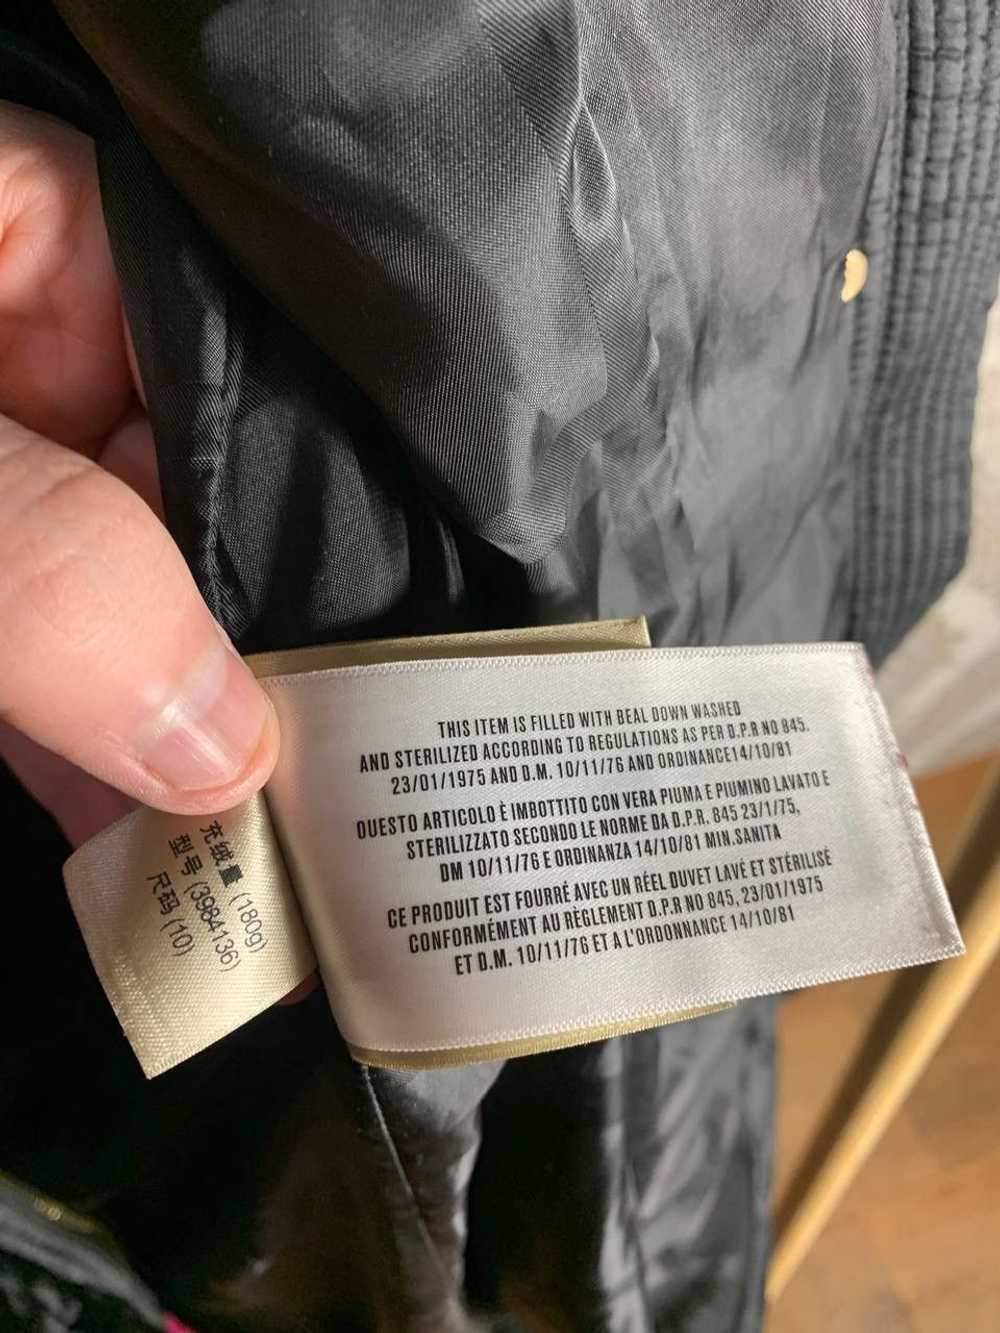 THIS ITEM IS FILLED WITH BEAL DOWN WASHED
AND STERILIZED ACCORDING TO REGULATIONS AS PER D.P.R NO 845.
23/01/1975 AND D.M. 10/11/76 AND ORDINANCE14/10/81
OUESTO ARTICOLO È IMBOTTITO CON VERA PIUMA E PIUMINO LAVATO E
STERILIZZATO SECONDO LE NORME DA D.P.R. 845 23/1/75,
DM 10/11/76 E ORDINANZA 14/10/81 MIN.SANITA
CE PRODUIT EST FOURRÉ AVEC UN RÉEL DUVET LAVÉ ET STÉRILISÉ
CONFORMÉMENT AU RÈGLEMENT D.P.R NO 845, 23/01/1975
ET D.M. 10/11/76 ET A L'ORDONNANCE 14/10/81
充绒量 (180g)
型号 (3984136)
尺码 (10)